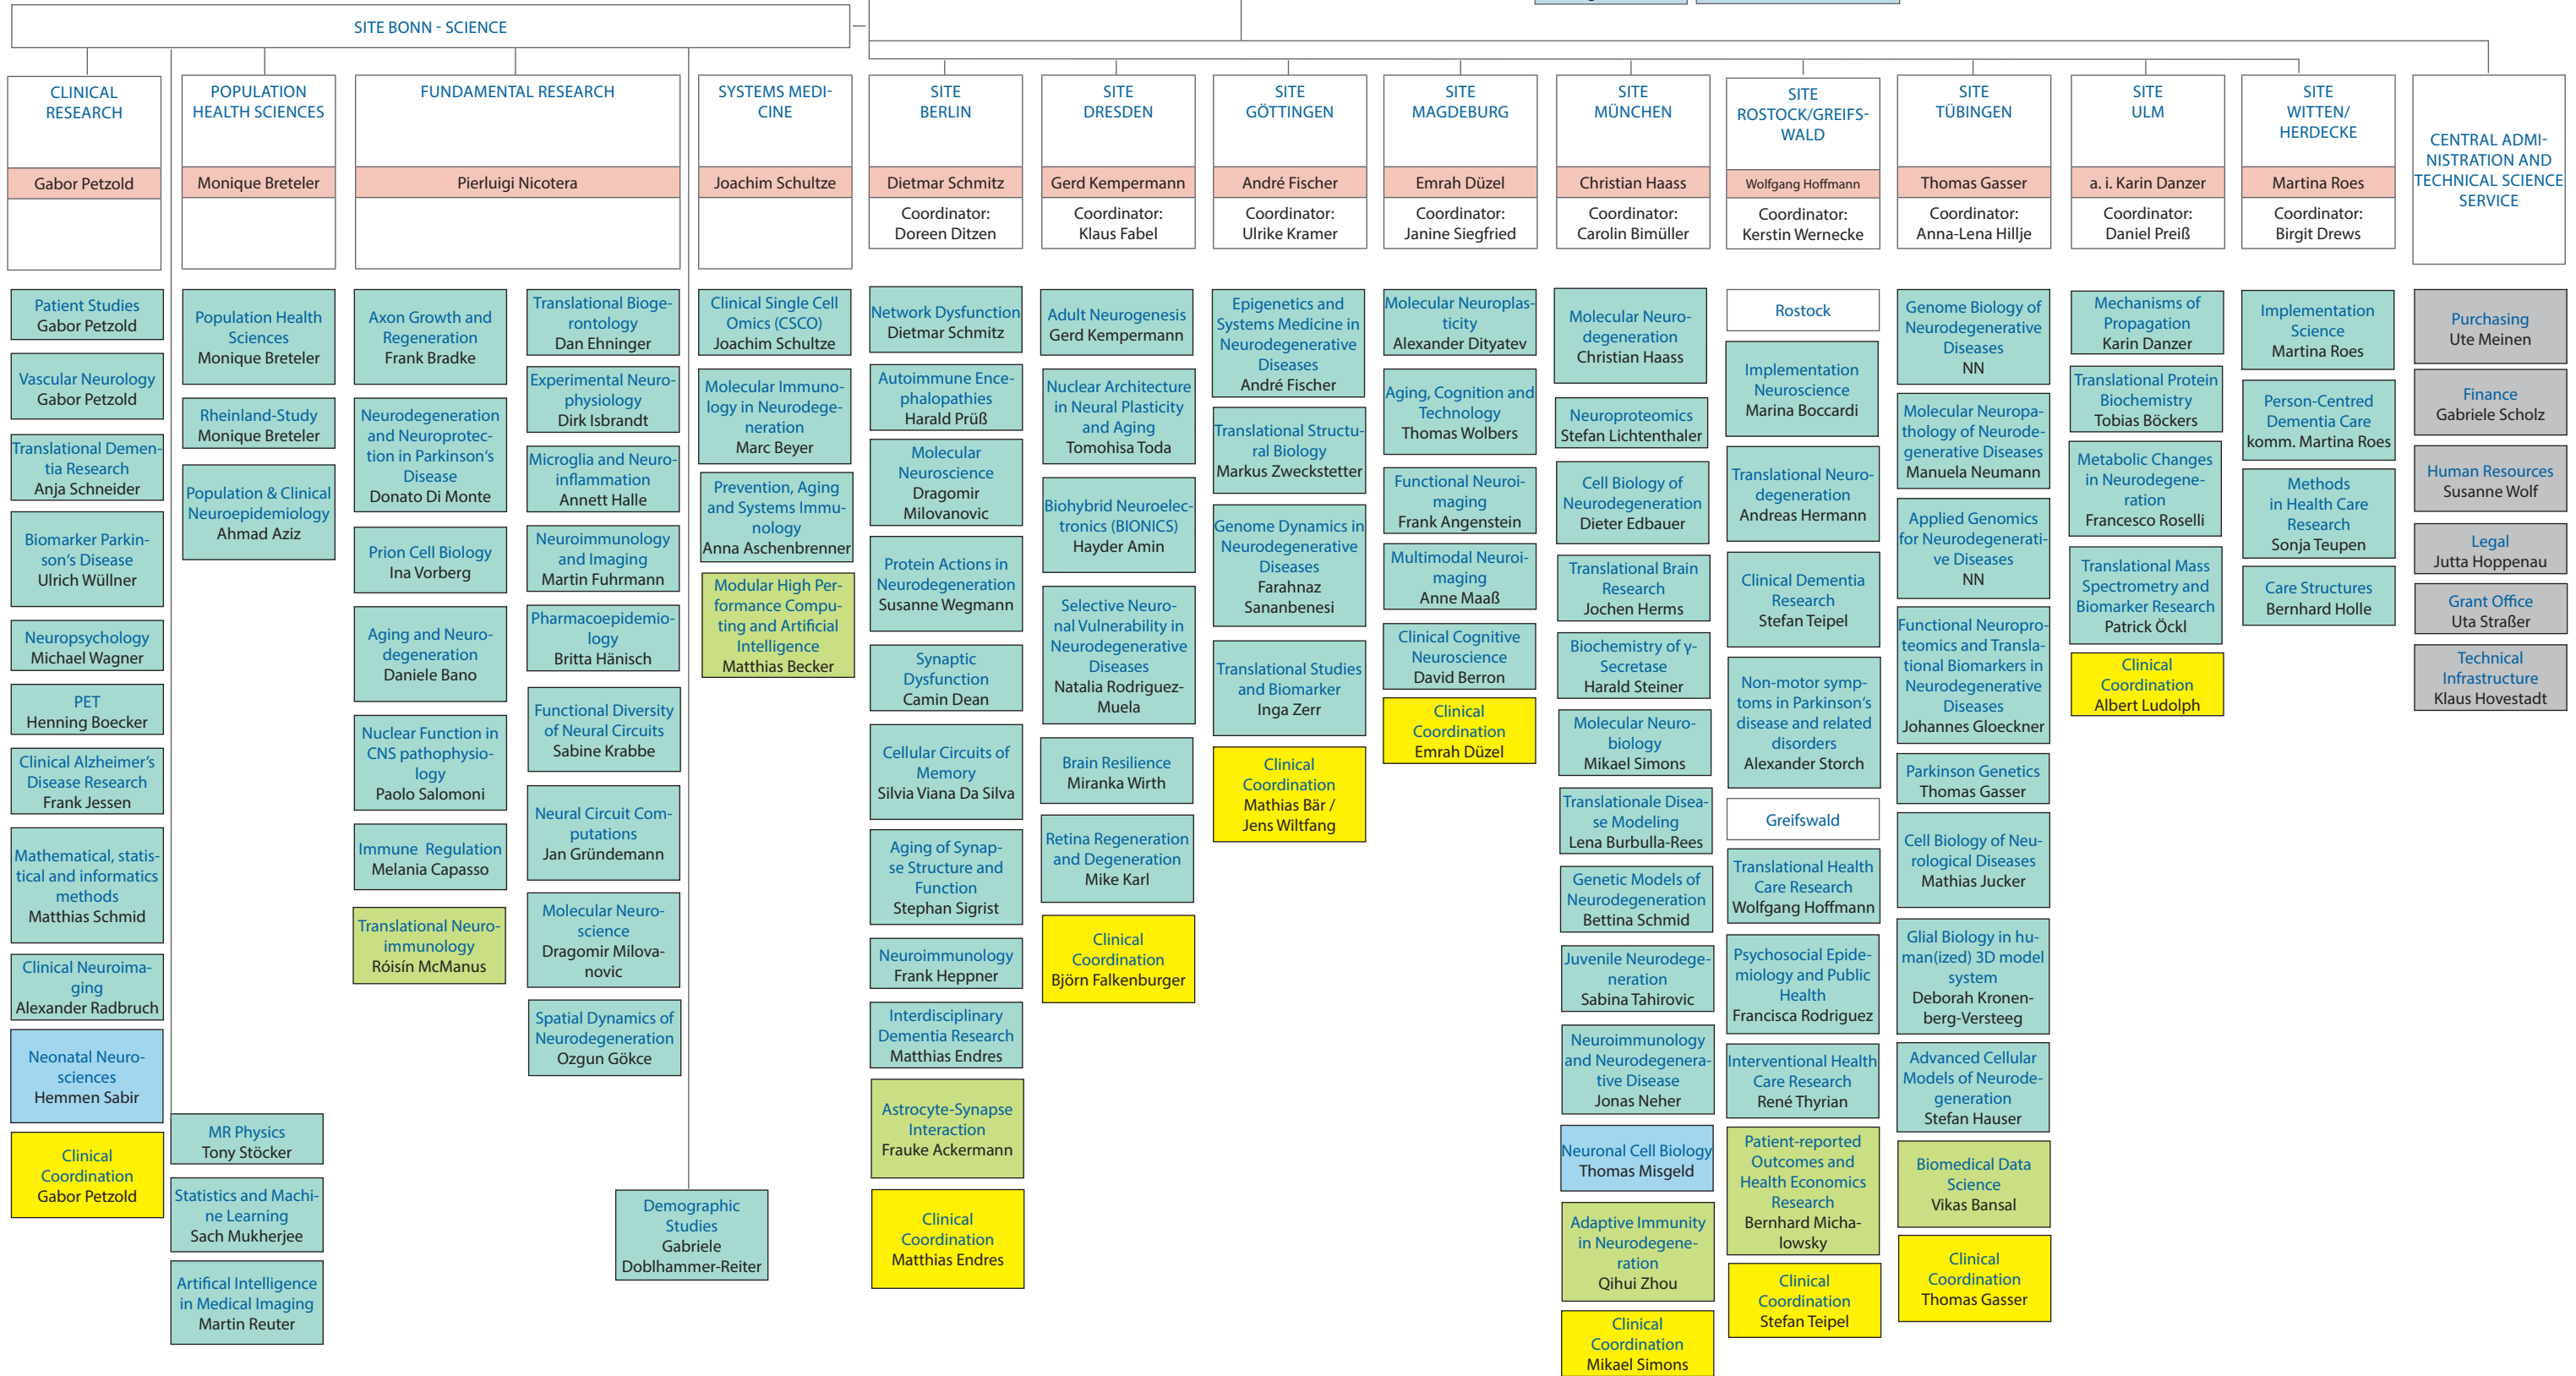 SITE BONN - SCIENCE
CLINICAL
RESEARCH
Gabor Petzold
POPULATION
HEALTH SCIENCES
Monique Breteler
FUNDAMENTAL RESEARCH
Pierluigi Nicotera
SYSTEMS MEDI-
CINE
Joachim Schultze
SITE
BERLIN
Dietmar Schmitz
Coordinator:
Doreen Ditzen
SITE
DRESDEN
Gerd Kempermann
Coordinator:
Klaus Fabel
SITE
GÖTTINGEN
André Fischer
Coordinator:
Ulrike Kramer
SITE
MAGDEBURG
Emrah Düzel
Coordinator:
Janine Siegfried
SITE
MÜNCHEN
Christian Haass
Coordinator:
Carolin Bimüller
SITE
ROSTOCK/GREIFS-
WALD
Wolfgang Hoffmann
Coordinator:
Kerstin Wernecke
SITE
TÜBINGEN
Thomas Gasser
Coordinator:
Anna-Lena Hillje
SITE
ULM
a. i. Karin Danzer
Coordinator:
Daniel Preiß
SITE
WITTEN/
HERDECKE
Martina Roes
Coordinator:
Birgit Drews
CENTRAL ADMI-
NISTRATION AND
TECHNICAL SCIENCE
SERVICE
Patient Studies
Gabor Petzold
Vascular Neurology
Gabor Petzold
Translational Demen-
tia Research
Anja Schneider
Biomarker Parkin-
son‘s Disease
Ulrich Wüllner
Neuropsychology
Michael Wagner
PET
Henning Boecker
Clinical Alzheimer’s
Disease Research
Frank Jessen
Mathematical, statis-
tical and informatics
methods
Matthias Schmid
Clinical Neuroima-
ging
Alexander Radbruch
Neonatal Neuro-
sciences
Hemmen Sabir
Clinical
Coordination
Gabor Petzold
Population Health
Sciences
Monique Breteler
Rheinland-Study
Monique Breteler
Population & Clinical
Neuroepidemiology
Ahmad Aziz
MR Physics
Tony Stöcker
Statistics and Machi-
ne Learning
Sach Mukherjee
Artifical Intelligence
in Medical Imaging
Martin Reuter
Axon Growth and
Regeneration
Frank Bradke
Neurodegeneration
and Neuroprotec-
tion in Parkinson‘s
Disease
Donato Di Monte
Prion Cell Biology
Ina Vorberg
Aging and Neuro-
degeneration
Daniele Bano
Nuclear Function in
CNS pathophysio-
logy
Paolo Salomoni
Immune Regulation
Melania Capasso
Translational Neuro-
immunology
Róisín McManus
Translational Bioge-
rontology
Dan Ehninger
Experimental Neuro-
physiology
Dirk Isbrandt
Microglia and Neuro-
inflammation
Annett Halle
Neuroimmunology
and Imaging
Martin Fuhrmann
Pharmacoepidemio-
logy
Britta Hänisch
Functional Diversity
of Neural Circuits
Sabine Krabbe
Neural Circuit Com-
putations
Jan Gründemann
Molecular Neuro-
science
Dragomir Milova-
novic
Spatial Dynamics of
Neurodegeneration
Ozgun Gökce
Demographic
Studies
Gabriele
Doblhammer-Reiter
Clinical Single Cell
Omics (CSCO)
Joachim Schultze
Molecular Immuno-
logy in Neurodege-
neration
Marc Beyer
Prevention, Aging
and Systems Immu-
nology
Anna Aschenbrenner
Modular High Per-
formance Compu-
ting and Artificial
Intelligence
Matthias Becker
Network Dysfunction
Dietmar Schmitz
Autoimmune Ence-
phalopathies
Harald Prüß
Molecular
Neuroscience
Dragomir
Milovanovic
Protein Actions in
Neurodegeneration
Susanne Wegmann
Synaptic
Dysfunction
Camin Dean
Cellular Circuits of
Memory
Silvia Viana Da Silva
Aging of Synap-
se Structure and
Function
Stephan Sigrist
Neuroimmunology
Frank Heppner
Interdisciplinary
Dementia Research
Matthias Endres
Astrocyte-Synapse
Interaction
Frauke Ackermann
Clinical
Coordination
Matthias Endres
Adult Neurogenesis
Gerd Kempermann
Nuclear Architecture
in Neural Plasticity
and Aging
Tomohisa Toda
Biohybrid Neuroelec-
tronics (BIONICS)
Hayder Amin
Selective Neuro-
nal Vulnerability in
Neurodegenerative
Diseases
Natalia Rodriguez-
Muela
Brain Resilience
Miranka Wirth
Retina Regeneration
and Degeneration
Mike Karl
Clinical
Coordination
Björn Falkenburger
Epigenetics and
Systems Medicine in
Neurodegenerative
Diseases
André Fischer
Translational Structu-
ral Biology
Markus Zweckstetter
Genome Dynamics in
Neurodegenerative
Diseases
Farahnaz
Sananbenesi
Translational Studies
and Biomarker
Inga Zerr
Clinical
Coordination
Mathias Bär /
Jens Wiltfang
Molecular Neuroplas-
ticity
Alexander Dityatev
Aging, Cognition and
Technology
Thomas Wolbers
Functional Neuroi-
maging
Frank Angenstein
Multimodal Neuroi-
maging
Anne Maaß
Clinical Cognitive
Neuroscience
David Berron
Clinical
Coordination
Emrah Düzel
Molecular Neuro-
degeneration
Christian Haass
Neuroproteomics
Stefan Lichtenthaler
Cell Biology of
Neurodegeneration
Dieter Edbauer
Translational Brain
Research
Jochen Herms
Biochemistry of γ-
Secretase
Harald Steiner
Molecular Neuro-
biology
Mikael Simons
Translationale Disea-
se Modeling
Lena Burbulla-Rees
Genetic Models of
Neurodegeneration
Bettina Schmid
Juvenile Neurodege-
neration
Sabina Tahirovic
Neuroimmunology
and Neurodegenera-
tive Disease
Jonas Neher
Neuronal Cell Biology
Thomas Misgeld
Adaptive Immunity
in Neurodegene-
ration
Qihui Zhou
Clinical
Coordination
Mikael Simons
Rostock
Implementation
Neuroscience
Marina Boccardi
Translational Neuro-
degeneration
Andreas Hermann
Clinical Dementia
Research
Stefan Teipel
Non-motor symp-
toms in Parkinson‘s
disease and related
disorders
Alexander Storch
Greifswald
Translational Health
Care Research
Wolfgang Hoffmann
Psychosocial Epide-
miology and Public
Health
Francisca Rodriguez
Interventional Health
Care Research
René Thyrian
Patient-reported
Outcomes and
Health Economics
Research
Bernhard Micha-
lowsky
Clinical
Coordination
Stefan Teipel
Genome Biology of
Neurodegenerative
Diseases
NN
Molecular Neuropa-
thology of Neurode-
generative Diseases
Manuela Neumann
Applied Genomics
for Neurodegenerati-
ve Diseases
NN
Functional Neuropro-
teomics and Transla-
tional Biomarkers in
Neurodegenerative
Diseases
Johannes Gloeckner
Parkinson Genetics
Thomas Gasser
Cell Biology of Neu-
rological Diseases
Mathias Jucker
Glial Biology in hu-
man(ized) 3D model
system
Deborah Kronen-
berg-Versteeg
Advanced Cellular
Models of Neurode-
generation
Stefan Hauser
Biomedical Data
Science
Vikas Bansal
Clinical
Coordination
Thomas Gasser
Mechanisms of
Propagation
Karin Danzer
Translational Protein
Biochemistry
Tobias Böckers
Metabolic Changes
in Neurodegene-
ration
Francesco Roselli
Translational Mass
Spectrometry and
Biomarker Research
Patrick Öckl
Clinical
Coordination
Albert Ludolph
Implementation
Science
Martina Roes
Person-Centred
Dementia Care
komm. Martina Roes
Methods
in Health Care
Research
Sonja Teupen
Care Structures
Bernhard Holle
Purchasing
Ute Meinen
Finance
Gabriele Scholz
Human Resources
Susanne Wolf
Legal
Jutta Hoppenau
Grant Office
Uta Straßer
Technical
Infrastructure
Klaus Hovestadt